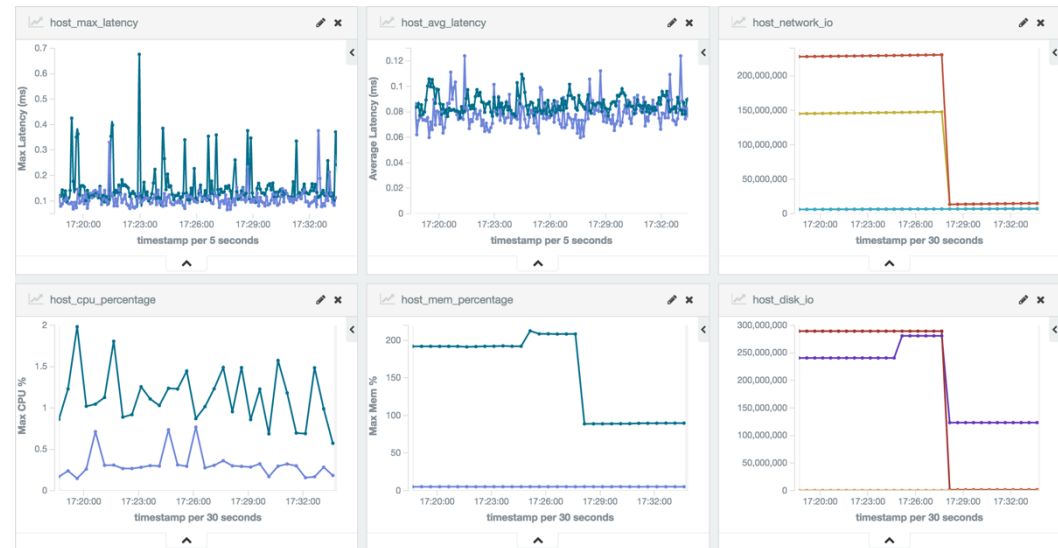 host_max_latency
0.7
0.6
0.5
0.4
0.3
0.2
0.1
Max Latency (ms)
17:20:00 17:23:00 17:26:00 17:29:00 17:32:00
timestamp per 5 seconds
host_avg_latency
0.12
0.1
0.08
0.06
0.04
0.02
0
Average Latency (ms)
17:20:00 17:23:00 17:26:00 17:29:00 17:32:00
timestamp per 5 seconds
host_network_io
200,000,000
150,000,000
100,000,000
50,000,000
0
17:20:00 17:23:00 17:26:00 17:29:00 17:32:00
timestamp per 30 seconds
host_cpu_percentage
2
1.5
1
0.5
0
Max CPU %
17:20:00 17:23:00 17:26:00 17:29:00 17:32:00
timestamp per 30 seconds
host_mem_percentage
200
150
100
50
0
Max Mem %
17:20:00 17:23:00 17:26:00 17:29:00 17:32:00
timestamp per 30 seconds
host_disk_io
300,000,000
250,000,000
200,000,000
150,000,000
100,000,000
50,000,000
0
17:20:00 17:23:00 17:26:00 17:29:00 17:32:00
timestamp per 30 seconds